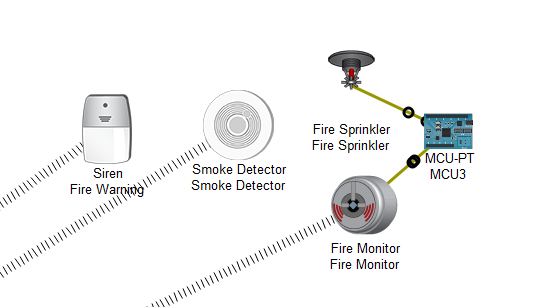 Siren
Fire Warning
Smoke Detector
Smoke Detector
Fire Sprinkler
Fire Sprinkler
MCU-PT
MCU3
Fire Monitor
Fire Monitor